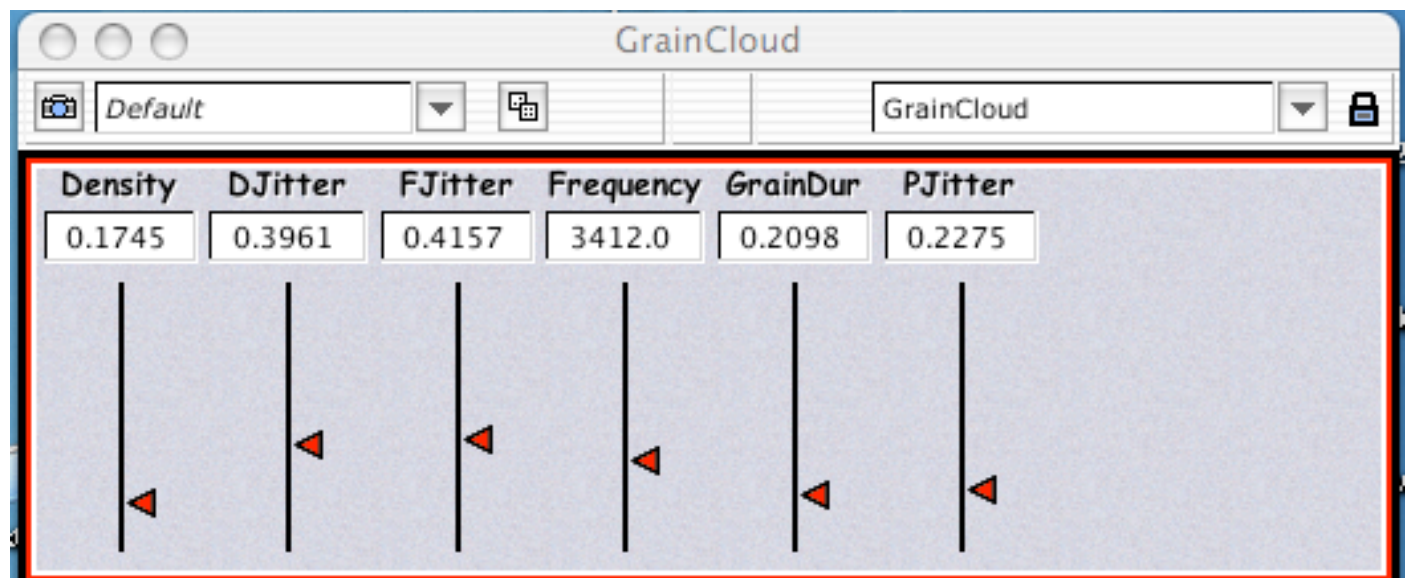 GrainCloud
Default GrainCloud
Density DJitter FJitter Frequency GrainDur PJitter
0.1745 0.3961 0.4157 3412.0 0.2098 0.2275